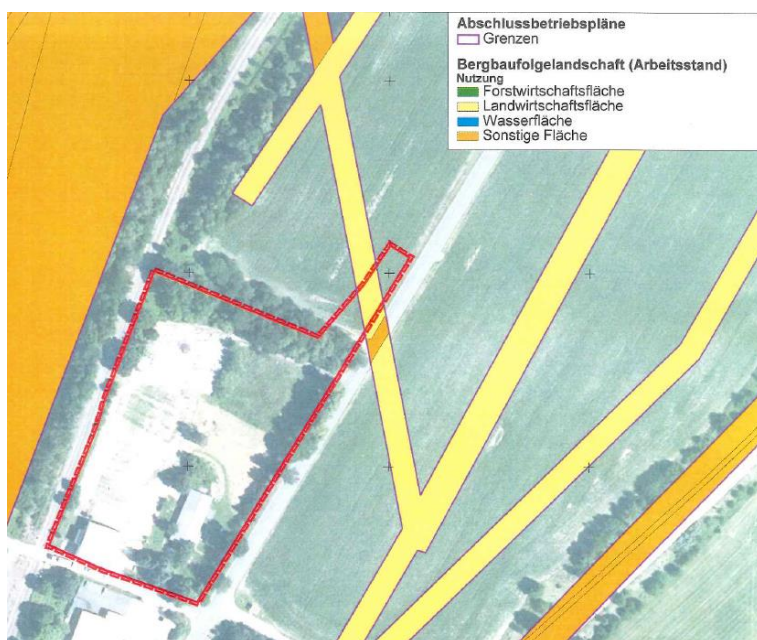 Abschlussbetriebspläne
Grenzen
Bergbaufolgelandschaft (Arbeitsstand)
Nutzung
Forstwirtschaftsfläche
Landwirtschaftsfläche
Wasserfläche
Sonstige Fläche